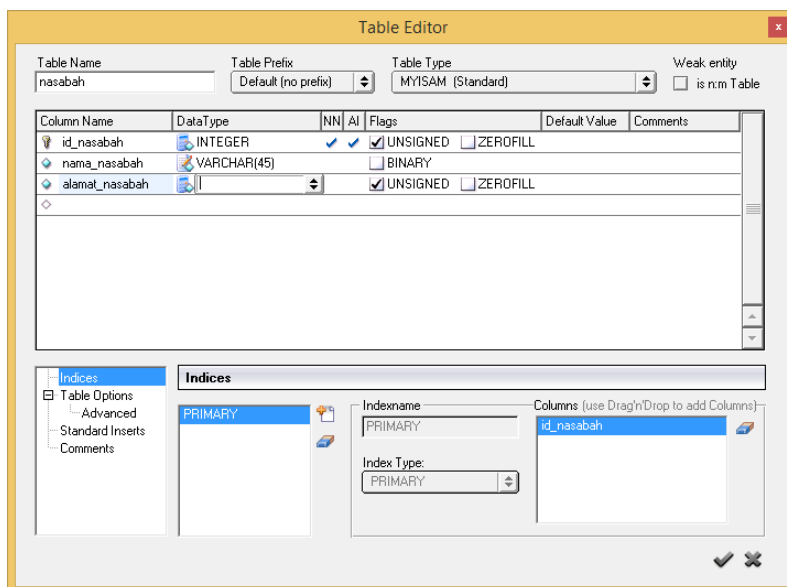 Table Editor
x
Table Name Table Prefix Table Type Weak entity
nasabah Default (no prefix) MYISAM (Standard) is n:m Table
Column Name DataType NN AI Flags Default Value Comments
id_nasabah INTEGER UNSIGNED ZEROFILL
nama_nasabah VARCHAR(45) BINARY
alamat_nasabah UNSIGNED ZEROFILL
Indices
Table Options
Advanced
Standard Inserts
Comments
Indices
PRIMARY
Indexname
PRIMARY
Index Type:
PRIMARY
Columns (use Drag'n'Drop to add Columns)
id_nasabah